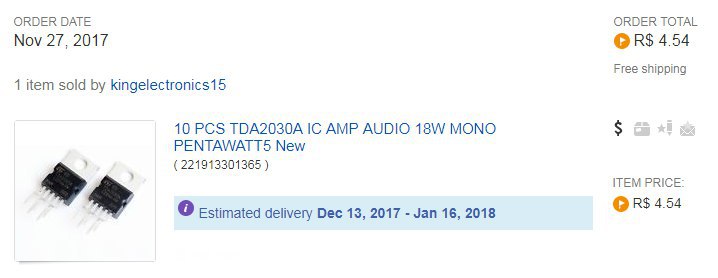 ORDER DATE
Nov 27, 2017
ORDER TOTAL
R$ 4.54
Free shipping
1 item sold by kingelectronics15
10 PCS TDA2030A IC AMP AUDIO 18W MONO
PENTAWATT5 New
( 221913301365 )
Estimated delivery Dec 13, 2017 - Jan 16, 2018
$
ITEM PRICE:
R$ 4.54